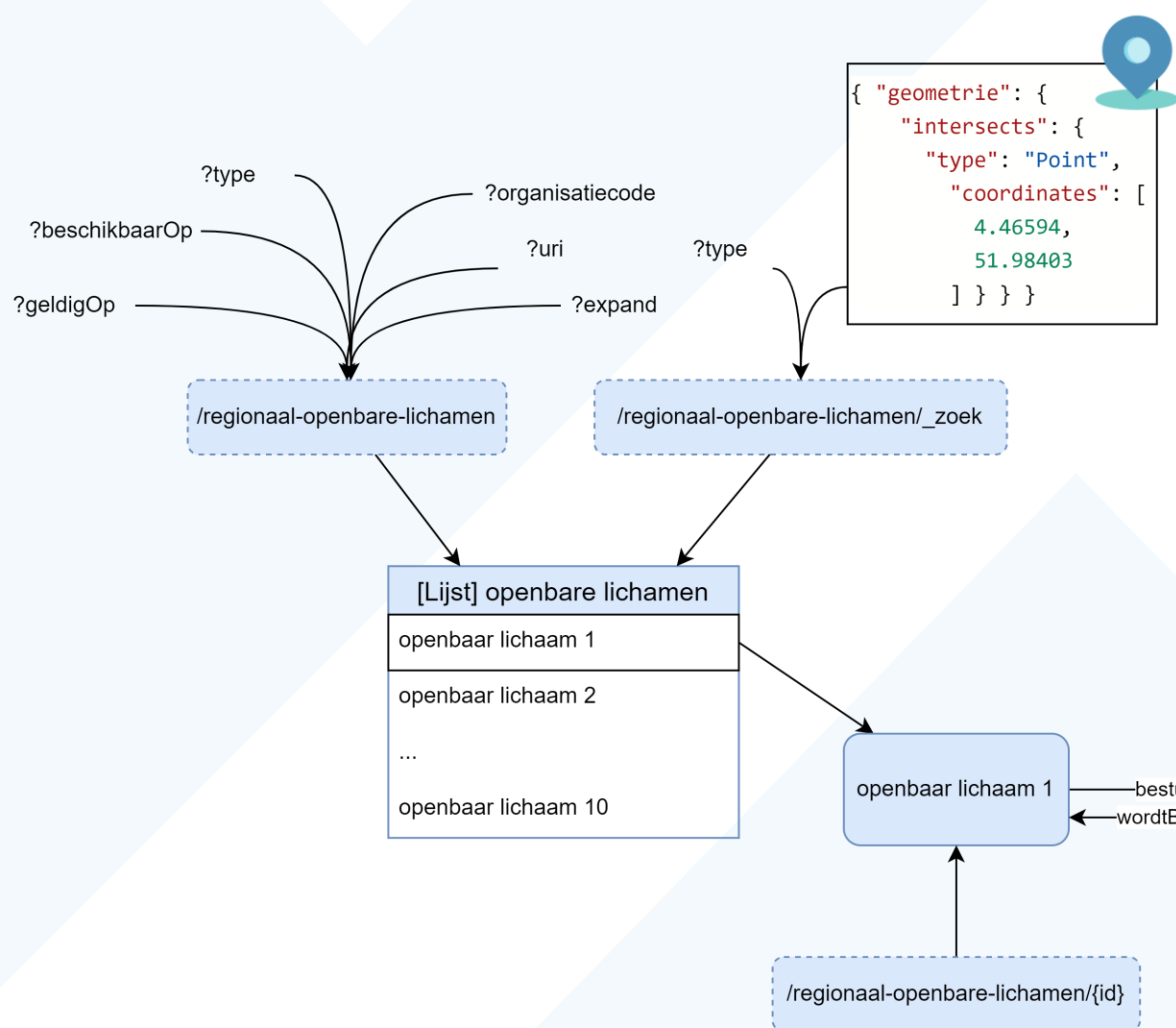 { "geometrie": {
"intersects": {
"type": "Point",
"coordinates": [
4.46594,
51.98403
] } } }
?type
?organisatiecode
?beschikbaarOp
?uri
?type
?geldigOp
?expand
/regionaal-openbare-lichamen
/regionaal-openbare-lichamen/_zoek
[Lijst] openbare lichamen
openbaar lichaam 1
openbaar lichaam 2
...
openbaar lichaam 10
openbaar lichaam 1
/regionaal-openbare-lichamen/{id}